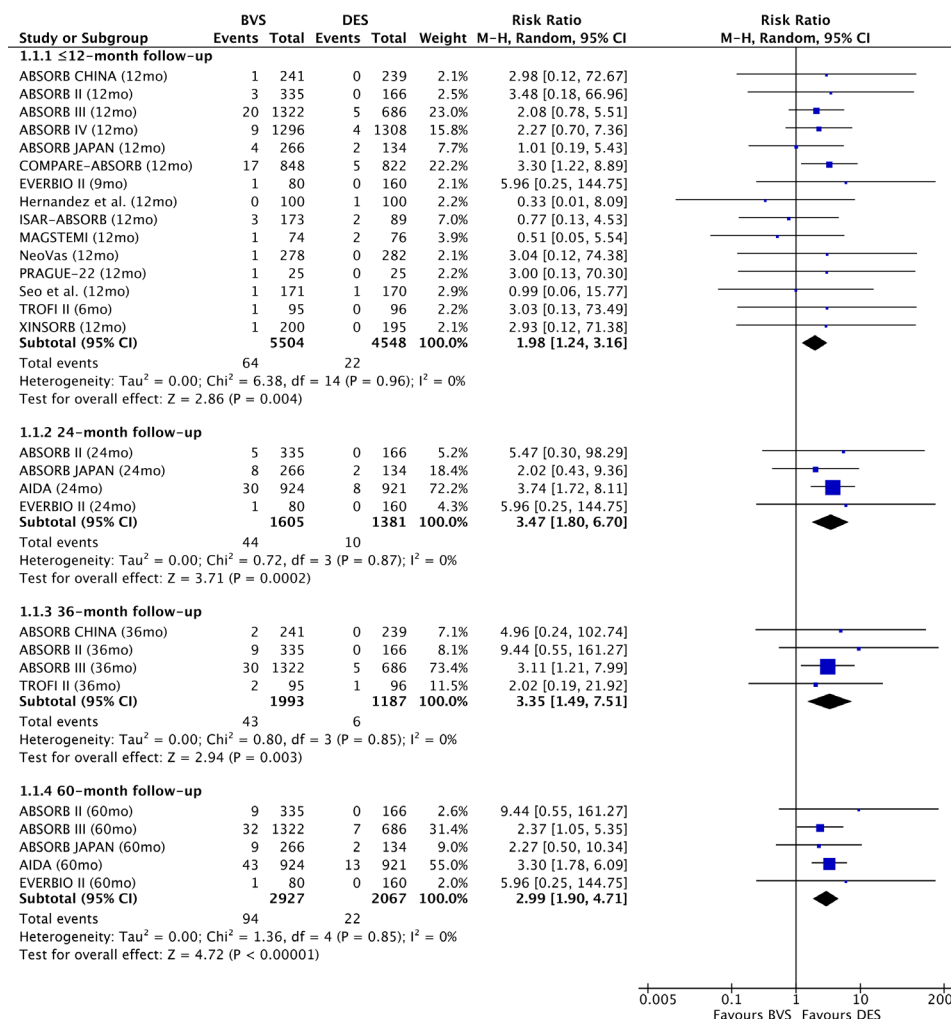 BVS DES Risk Ratio Risk Ratio
Study or Subgroup Events Total Events Total Weight M-H, Random, 95% CI M-H, Random, 95% CI
1.1.1 ≤12-month follow-up
ABSORB CHINA (12mo) 1 241 0 239 2.1% 2.98 [0.12, 72.67]
ABSORB II (12mo) 3 335 0 166 2.5% 3.48 [0.18, 66.96]
ABSORB III (12mo) 20 1322 5 686 23.0% 2.08 [0.78, 5.51]
ABSORB IV (12mo) 9 1296 4 1308 15.8% 2.27 [0.70, 7.36]
ABSORB JAPAN (12mo) 4 266 2 134 7.7% 1.01 [0.19, 5.43]
COMPARE-ABSORB (12mo) 17 848 5 822 22.2% 3.30 [1.22, 8.89]
EVERBIO II (9mo) 1 80 0 160 2.1% 5.96 [0.25, 144.75]
Hernandez et al. (12mo) 0 100 1 100 2.2% 0.33 [0.01, 8.09]
ISAR-ABSORB (12mo) 3 173 2 89 7.0% 0.77 [0.13, 4.53]
MAGSTEMI (12mo) 1 74 2 76 3.9% 0.51 [0.05, 5.54]
NeoVas (12mo) 1 278 0 282 2.1% 3.04 [0.12, 74.38]
PRAGUE-22 (12mo) 1 25 0 25 2.2% 3.00 [0.13, 70.30]
Seo et al. (12mo) 1 171 1 170 2.9% 0.99 [0.06, 15.77]
TROFI II (6mo) 1 95 0 96 2.2% 3.03 [0.13, 73.49]
XINSORB (12mo) 1 200 0 195 2.1% 2.93 [0.12, 71.38]
Subtotal (95% CI) 5504 4548 100.0% 1.98 [1.24, 3.16]
Total events 64 22
Heterogeneity: Tau² = 0.00; Chi² = 6.38, df = 14 (P = 0.96); I² = 0%
Test for overall effect: Z = 2.86 (P = 0.004)
1.1.2 24-month follow-up
ABSORB II (24mo) 5 335 0 166 5.2% 5.47 [0.30, 98.29]
ABSORB JAPAN (24mo) 8 266 2 134 18.4% 2.02 [0.43, 9.36]
AIDA (24mo) 30 924 8 921 72.2% 3.74 [1.72, 8.11]
EVERBIO II (24mo) 1 80 0 160 4.3% 5.96 [0.25, 144.75]
Subtotal (95% CI) 1605 1381 100.0% 3.47 [1.80, 6.70]
Total events 44 10
Heterogeneity: Tau² = 0.00; Chi² = 0.72, df = 3 (P = 0.87); I² = 0%
Test for overall effect: Z = 3.71 (P = 0.0002)
1.1.3 36-month follow-up
ABSORB CHINA (36mo) 2 241 0 239 7.1% 4.96 [0.24, 102.74]
ABSORB II (36mo) 9 335 0 166 8.1% 9.44 [0.55, 161.27]
ABSORB III (36mo) 30 1322 5 686 73.4% 3.11 [1.21, 7.99]
TROFI II (36mo) 2 95 1 96 11.5% 2.02 [0.19, 21.92]
Subtotal (95% CI) 1993 1187 100.0% 3.35 [1.49, 7.51]
Total events 43 6
Heterogeneity: Tau² = 0.00; Chi² = 0.80, df = 3 (P = 0.85); I² = 0%
Test for overall effect: Z = 2.94 (P = 0.003)
1.1.4 60-month follow-up
ABSORB II (60mo) 9 335 0 166 2.6% 9.44 [0.55, 161.27]
ABSORB III (60mo) 32 1322 7 686 31.4% 2.37 [1.05, 5.35]
ABSORB JAPAN (60mo) 9 266 2 134 9.0% 2.27 [0.50, 10.34]
AIDA (60mo) 43 924 13 921 55.0% 3.30 [1.78, 6.09]
EVERBIO II (60mo) 1 80 0 160 2.0% 5.96 [0.25, 144.75]
Subtotal (95% CI) 2927 2067 100.0% 2.99 [1.90, 4.71]
Total events 94 22
Heterogeneity: Tau² = 0.00; Chi² = 1.36, df = 4 (P = 0.85); I² = 0%
Test for overall effect: Z = 4.72 (P < 0.00001)
0.005 0.1 1 10 200
Favours BVS Favours DES